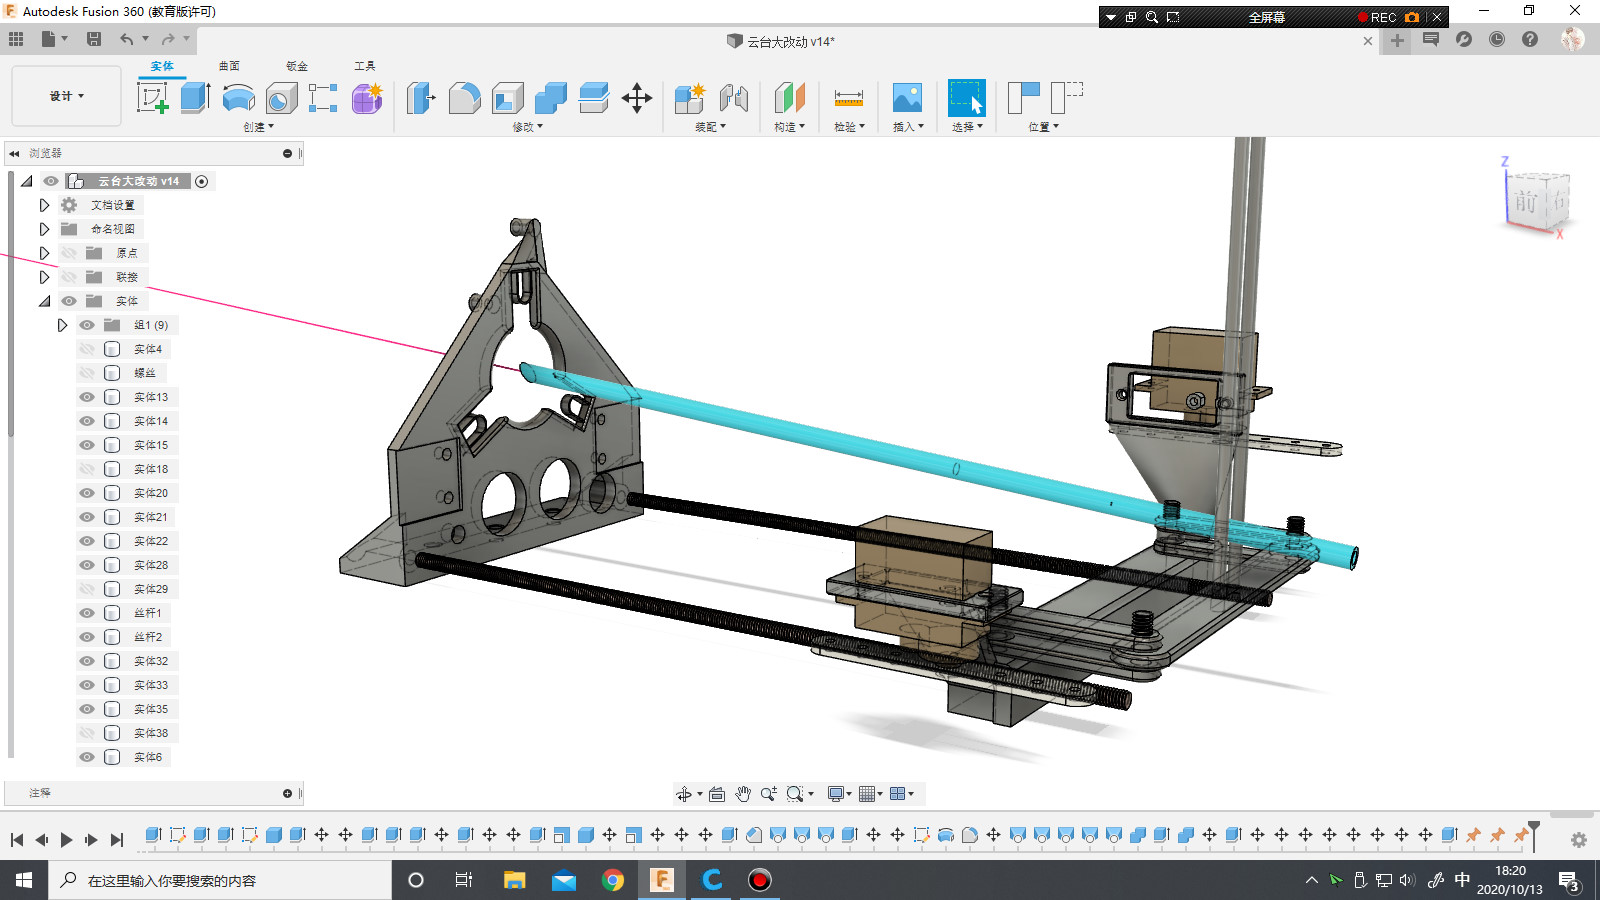 Autodesk Fusion 360 (教育版许可)
全屏幕
REC
云台大改动 v14*
实体
曲面
钣金
工具
设计
创建
修改
装配
构造
检验
插入
选择
位置
浏览器
云台大改动 v14
文档设置
命名视图
原点
联接
实体
组1 (9)
实体4
螺丝
实体13
实体14
实体15
实体18
实体20
实体21
实体22
实体28
实体29
丝杆1
丝杆2
实体32
实体33
实体35
实体38
实体6
Z
前
右
X
注释
在这里输入你要搜索的内容
中
18:20
2020/10/13
3